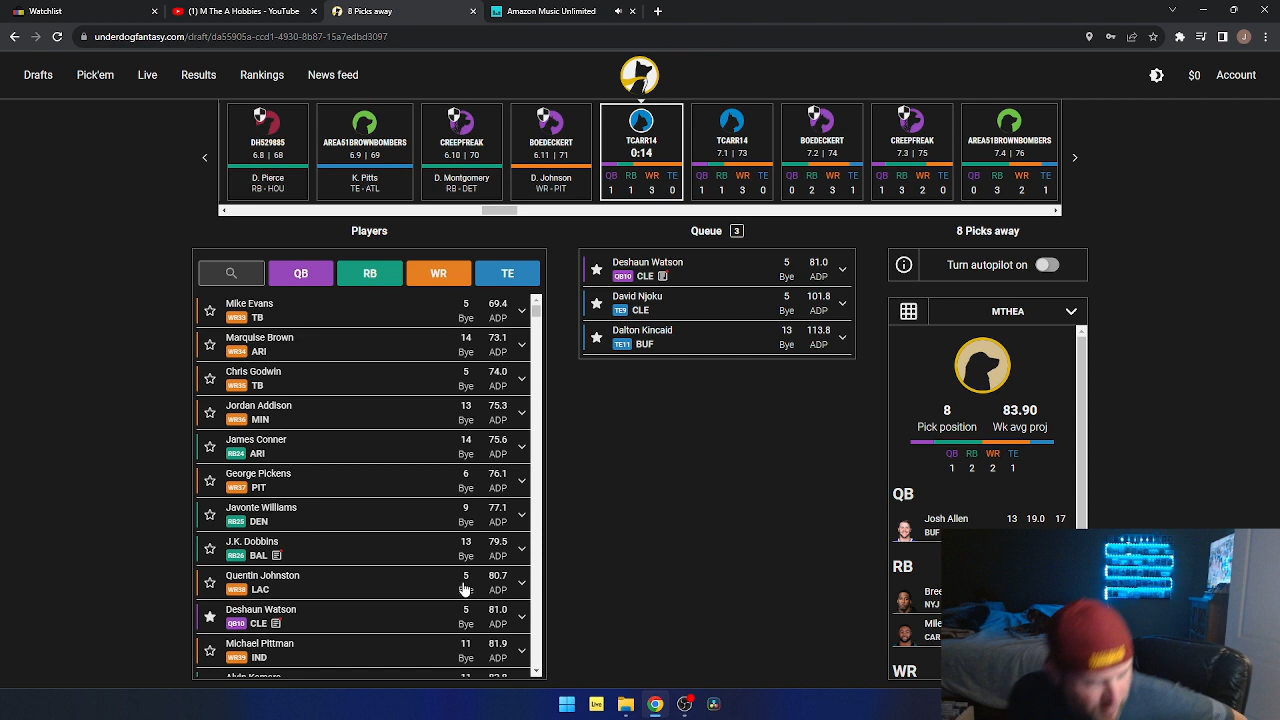 Watchlist
M The A Hobbies - YouTube
8 Picks away
Amazon Music Unlimited
underdogfantasy.com/draft/da55905a-ccd1-4930-8b87-15a7edbd3097
J
Drafts
Pick'em
Live
Results
Rankings
News feed
$0
Account
DH529885
6.8 | 68
D. Pierce
RB - HOU
AREA51BROWNBOMBERS
6.9 | 69
K. Pitts
TE - ATL
CREEPFREAK
6.10 | 70
D. Montgomery
RB - DET
BOEDECKERT
6.11 | 71
D. Johnson
WR - PIT
TCARR14
0:14
QB RB WR TE
1 1 3 0
TCARR14
7.1 | 73
QB RB WR TE
1 1 3 0
BOEDECKERT
7.2 | 74
QB RB WR TE
0 2 3 1
CREEPFREAK
7.3 | 75
QB RB WR TE
1 3 2 0
AREA51BROWNBOMBERS
7.4 | 76
QB RB WR TE
0 3 2 1
Players
QB RB WR TE
Mike Evans 5 69.4
WR33 TB Bye ADP
Marquise Brown 14 73.1
WR34 ARI Bye ADP
Chris Godwin 5 74.0
WR35 TB Bye ADP
Jordan Addison 13 75.3
WR36 MIN Bye ADP
James Conner 14 75.6
RB24 ARI Bye ADP
George Pickens 6 76.1
WR37 PIT Bye ADP
Javonte Williams 9 77.1
RB25 DEN Bye ADP
J.K. Dobbins 13 79.5
RB26 BAL Bye ADP
Quentin Johnston 5 80.7
WR38 LAC ADP
Deshaun Watson 5 81.0
QB10 CLE Bye ADP
Michael Pittman 11 81.9
WR39 IND Bye ADP
Queue 3
Deshaun Watson 5 81.0
QB10 CLE Bye ADP
David Njoku 5 101.8
TE9 CLE Bye ADP
Dalton Kincaid 13 113.8
TE11 BUF Bye ADP
8 Picks away
Turn autopilot on
MTHEA
8 83.90
Pick position Wk avg proj
QB RB WR TE
1 2 2 1
QB
Josh Allen 13 19.0 17
BUF
RB
NYJ
CAR
WR
Live